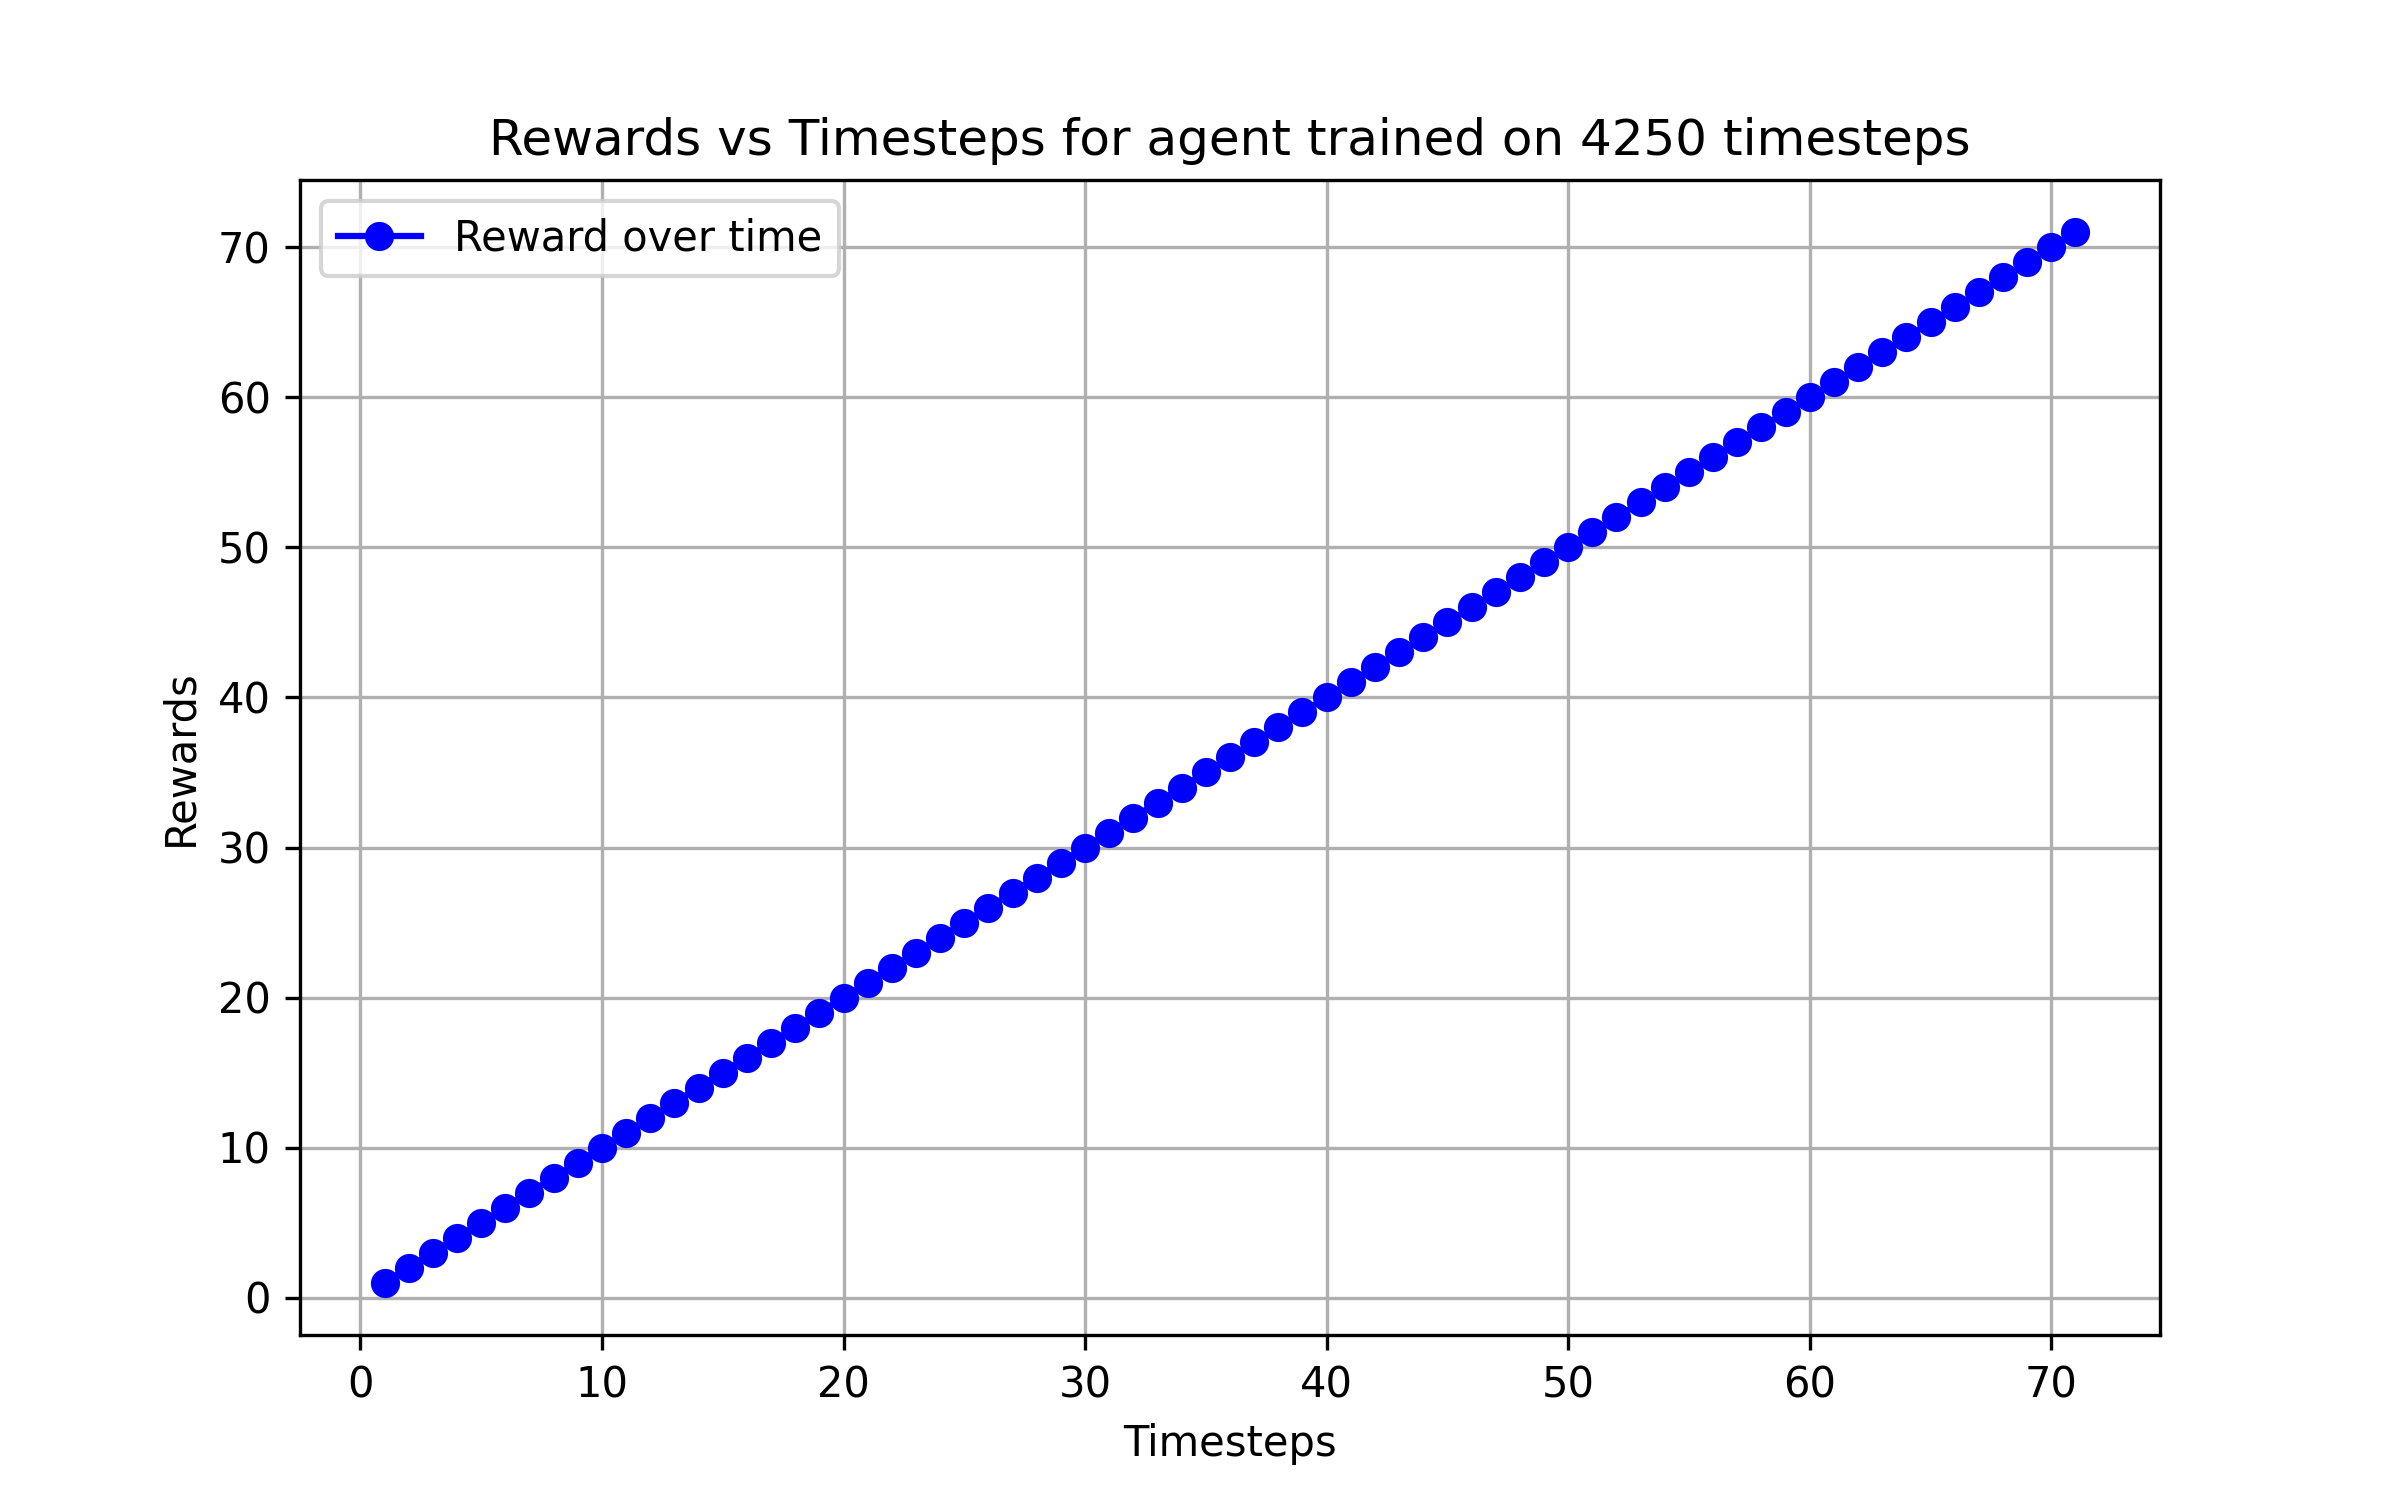 Rewards vs Timesteps for agent trained on 4250 timesteps
Reward over time
70
60
50
40
30
20
10
0
Rewards
0 10 20 30 40 50 60 70
Timesteps